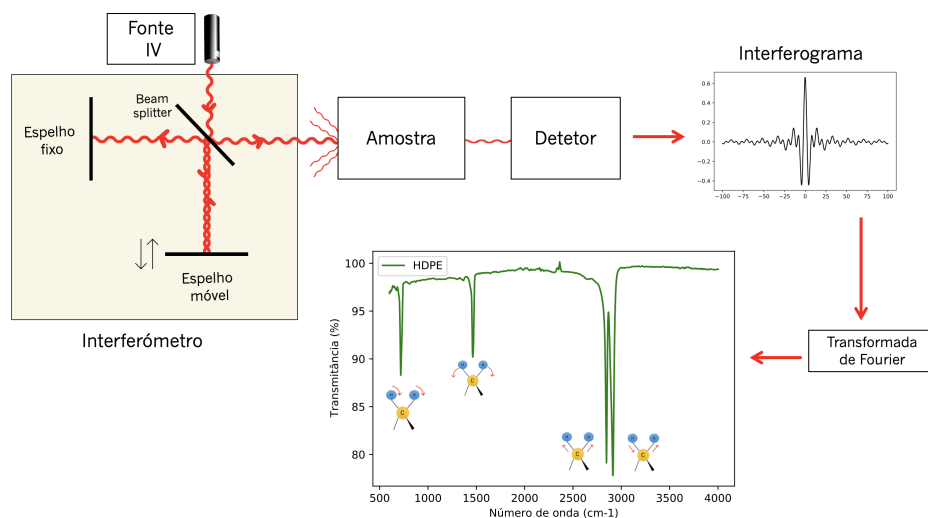 Fonte
IV
Interferograma
Beam
splitter
Espelho
fixo
Amostra
Detetor
0.6
0.4
0.2
0.0
−0.2
−0.4
−100
−75
−50
−25
0
25
50
75
100
Espelho
móvel
Interferómetro
Transformada
de Fourier
HDPE
Transmitância (%)
100
95
90
85
80
H
H
C
H
H
C
H
H
C
H
H
C
500
1000
1500
2000
2500
3000
3500
4000
Número de onda (cm-1)